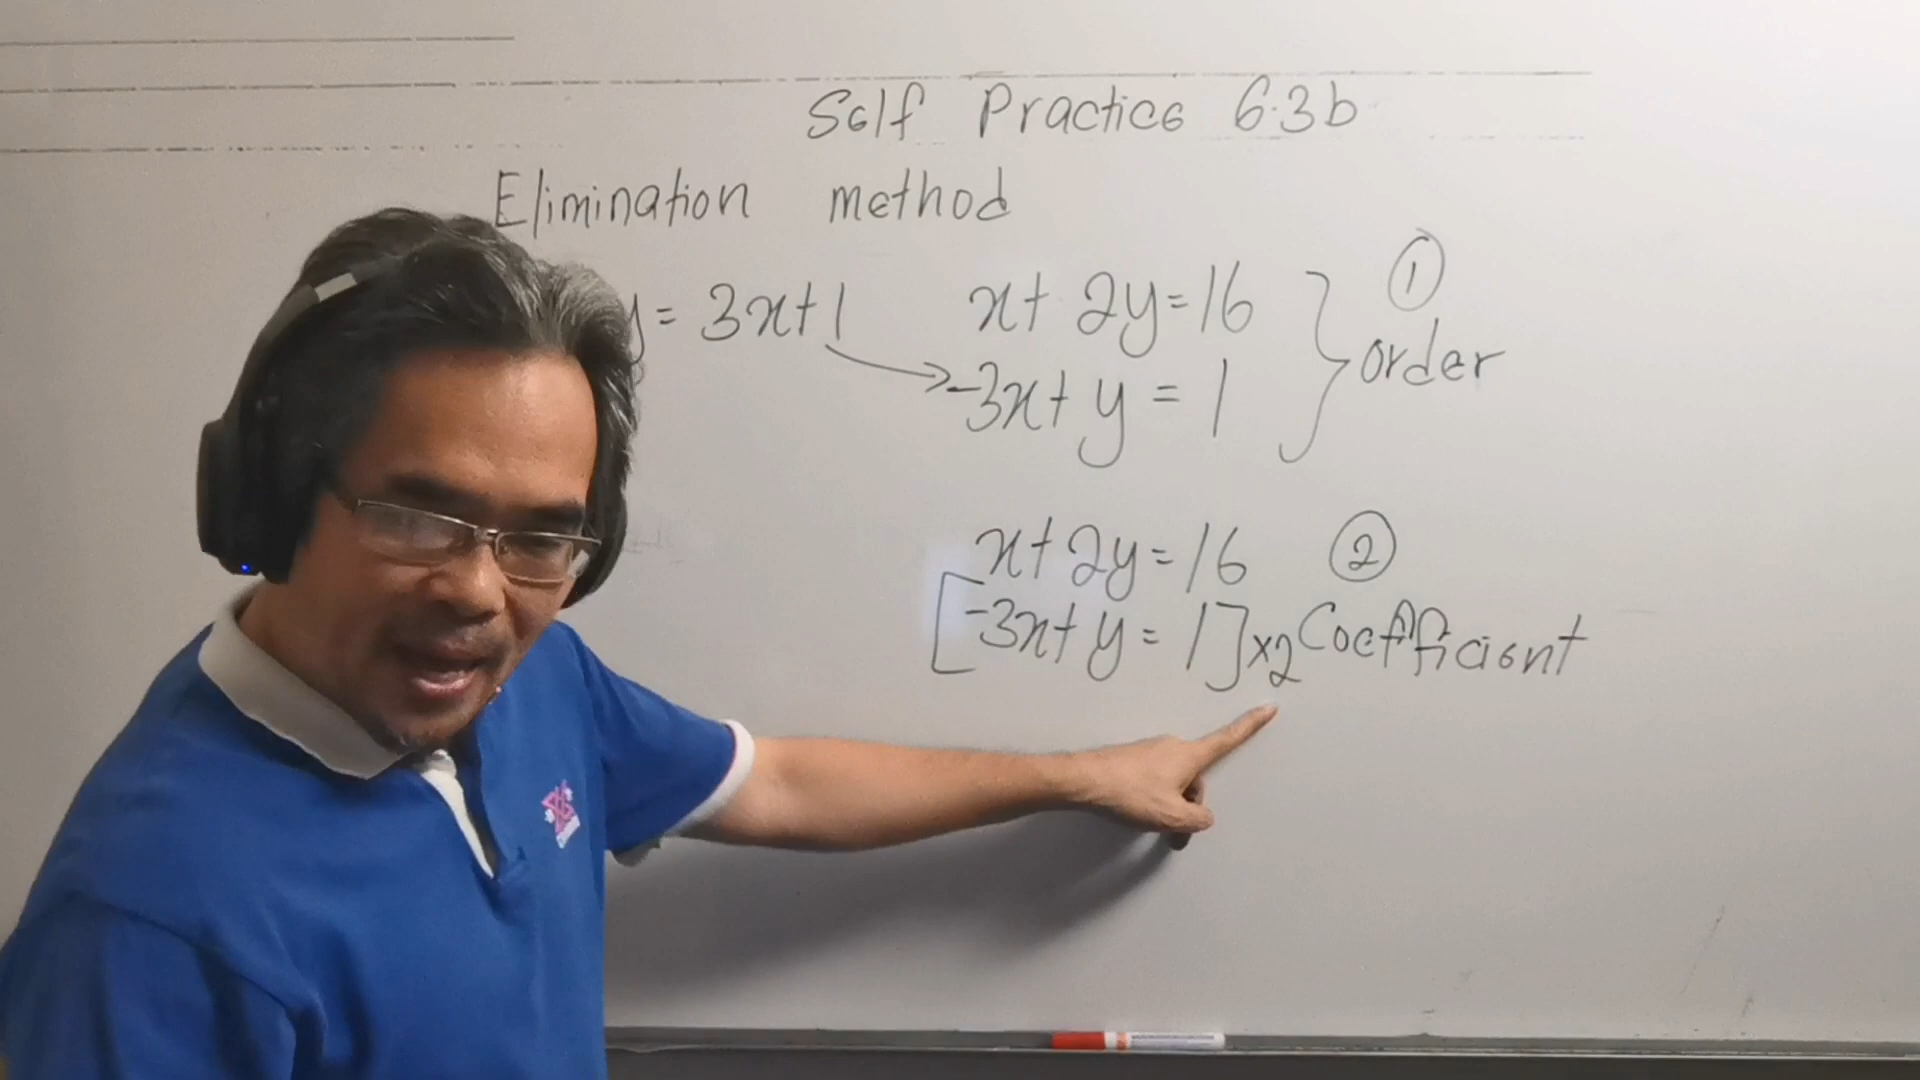 Self Practice 6.3b
Elimination method
y = 3x+1
x+ 2y=16
-3x+ y = 1
1
order
x+2y=16
2
[-3x+ y = 1]x2
Coefficient